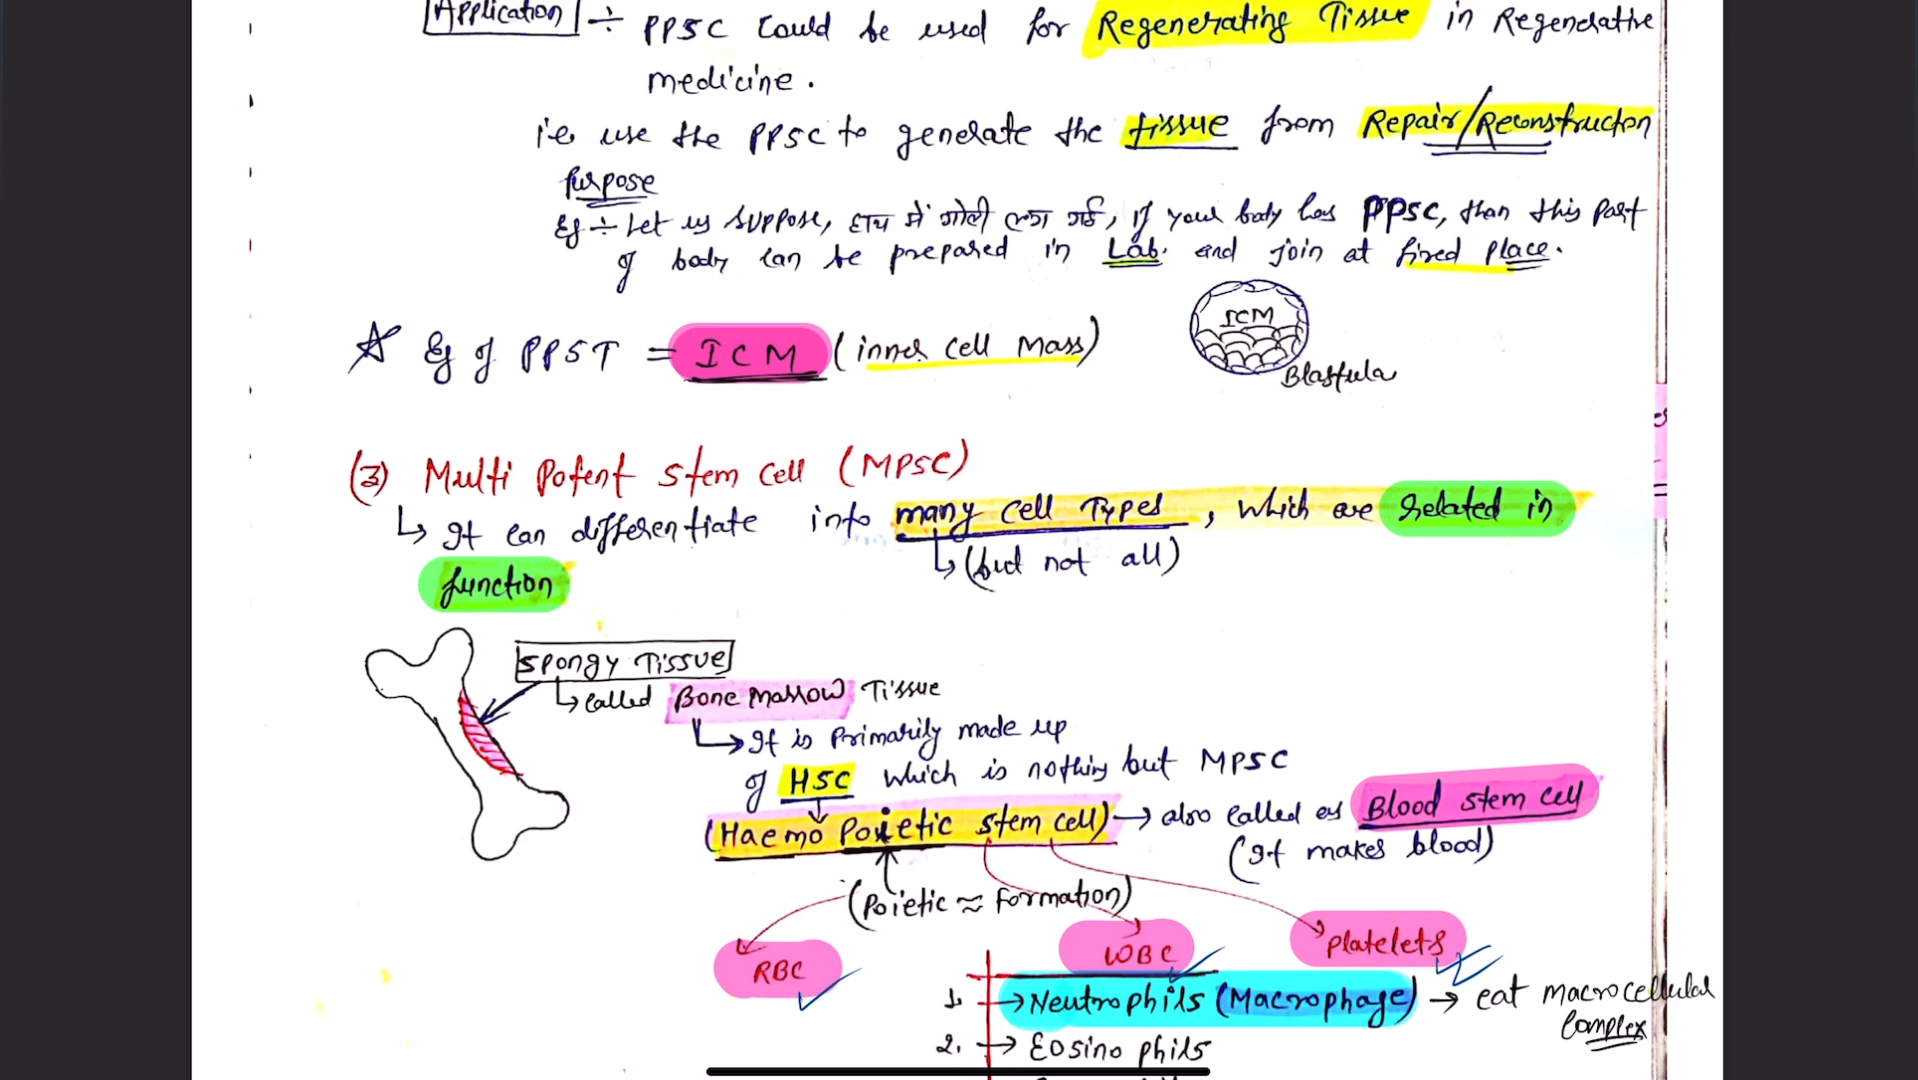 Application ÷ PPSC could be used for Regenerating Tissue in Regenerative
medicine.
i.e. use the PPSC to generate the tissue from Repair/Reconstructon
Purpose
Eg ÷ Let us suppose, हाथ में गोली लग गई, if your body has PPSC, than this part
of body can be prepared in Lab. and join at fired place.
Eg of PPST = ICM (inner cell Mass)
ICM
Blastula
(3) Multi Potent Stem Cell (MPSC)
↳ It can differentiate into many cell Types, which are related in
↳ (but not all)
function
Spongy Tissue
↳ called Bone Marrow Tissue
↳ It is Primarily made up
of HSC which is nothing but MPSC
(Haemo Poietic stem cell) → also called as Blood stem cell
(It makes blood)
(Poietic ≈ Formation)
RBC WBC Platelets
1. → Neutrophils (Macrophage) → eat macrocellular
complex
2. → Eosino phils